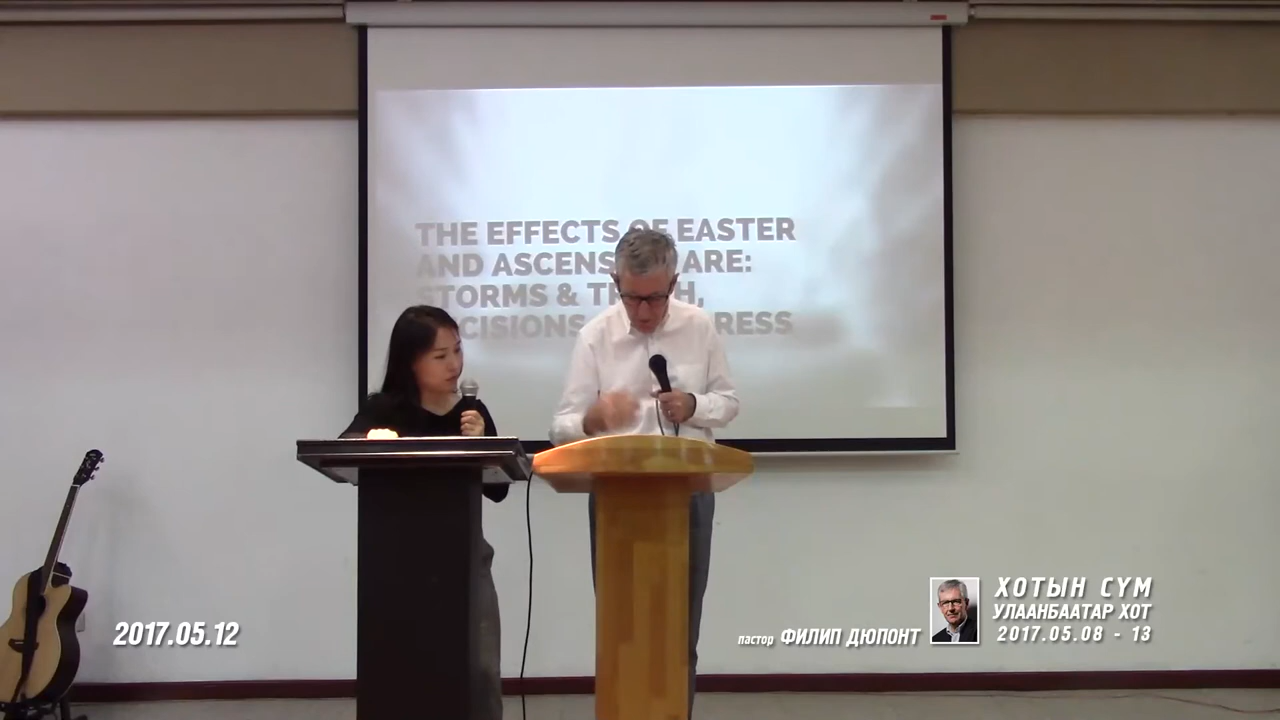 THE EFFECTS OF EASTER
AND ASCENS ARE:
STORMS & TR H,
CISIONS RESS
2017.05.12
пастор ФИЛИП ДЮПОНТ
ХОТЫН СҮМ
УЛААНБААТАР ХОТ
2017.05.08 - 13